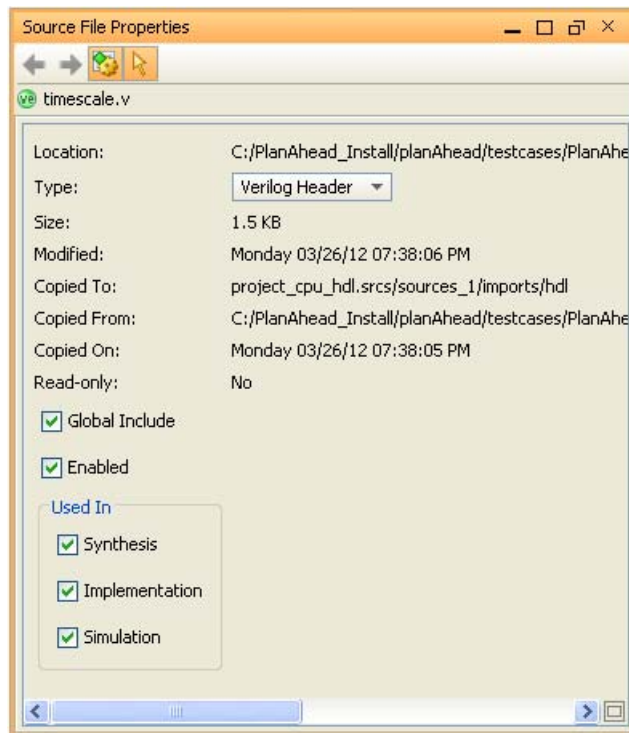 Source File Properties
timescale.v
Location: C:/PlanAhead_Install/planAhead/testcases/PlanAhe
Type: Verilog Header
Size: 1.5 KB
Modified: Monday 03/26/12 07:38:06 PM
Copied To: project_cpu_hdl.srcs/sources_1/imports/hdl
Copied From: C:/PlanAhead_Install/planAhead/testcases/PlanAhe
Copied On: Monday 03/26/12 07:38:05 PM
Read-only: No
Global Include
Enabled
Used In
Synthesis
Implementation
Simulation